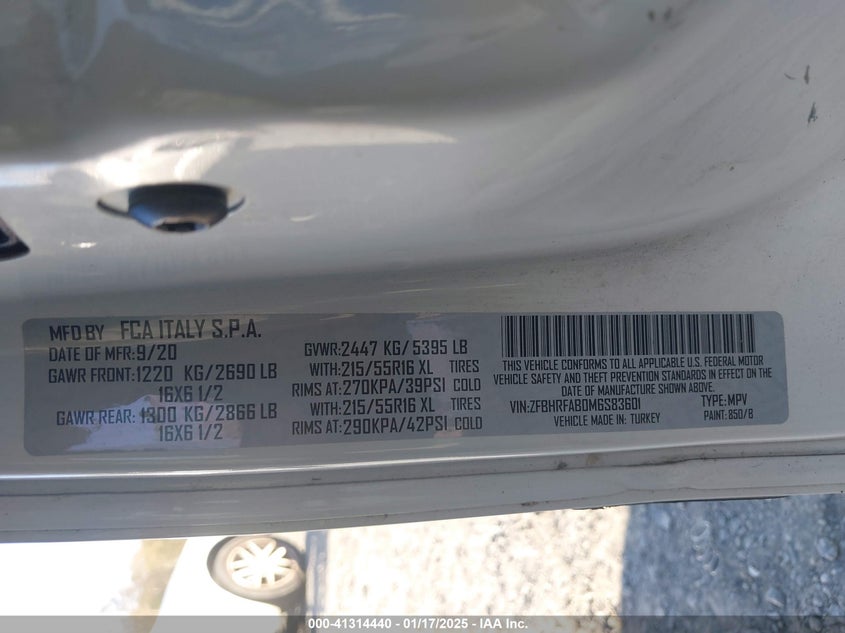 MFD BY FCA ITALY S.P.A.
DATE OF MFR: 9/20
GAWR FRONT: 1220 KG/2690 LB
16X6 1/2
GAWR REAR: 1300 KG/2866 LB
16X6 1/2
GVWR: 2447 KG/ 5395 LB
WITH: 215/55R16 XL TIRES
RIMS AT: 270KPA/39PSI COLD
WITH: 215/55R16 XL TIRES
RIMS AT: 290KPA/42PSI COLD
THIS VEHICLE CONFORMS TO ALL APPLICABLE U.S. FEDERAL MOTOR
VEHICLE SAFETY, AND THEFT PREVENTION STANDARDS IN EFFECT ON THE
DATE OF MANUFACTURE SHOWN ABOVE.
VIN: ZFBHRFABDM6S83601 TYPE: MPV
VEHICLE MADE IN: TURKEY PAINT: 850/B
000-41314440 - 01/17/2025 - IAA Inc.